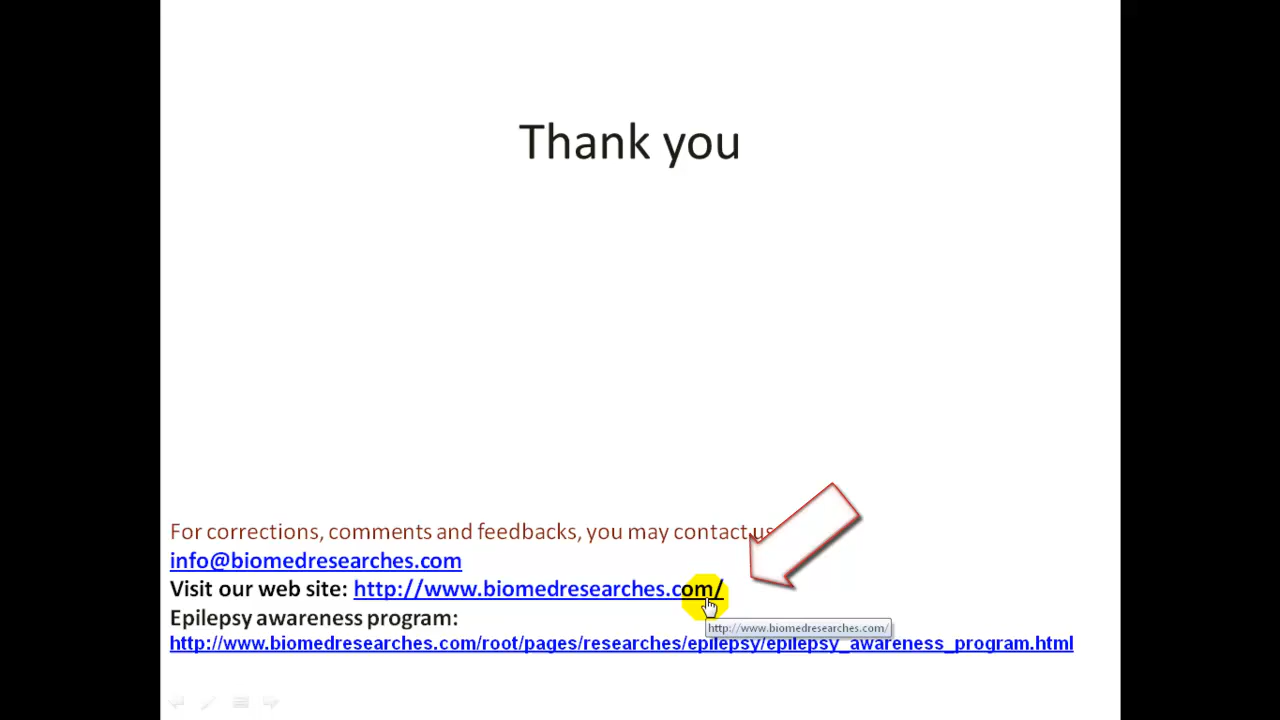 Thank you
For corrections, comments and feedbacks, you may contact us
info@biomedresearches.com
Visit our web site: http://www.biomedresearches.com/
http://www.biomedresearches.com/
Epilepsy awareness program:
http://www.biomedresearches.com/root/pages/researches/epilepsy/epilepsy_awareness_program.html